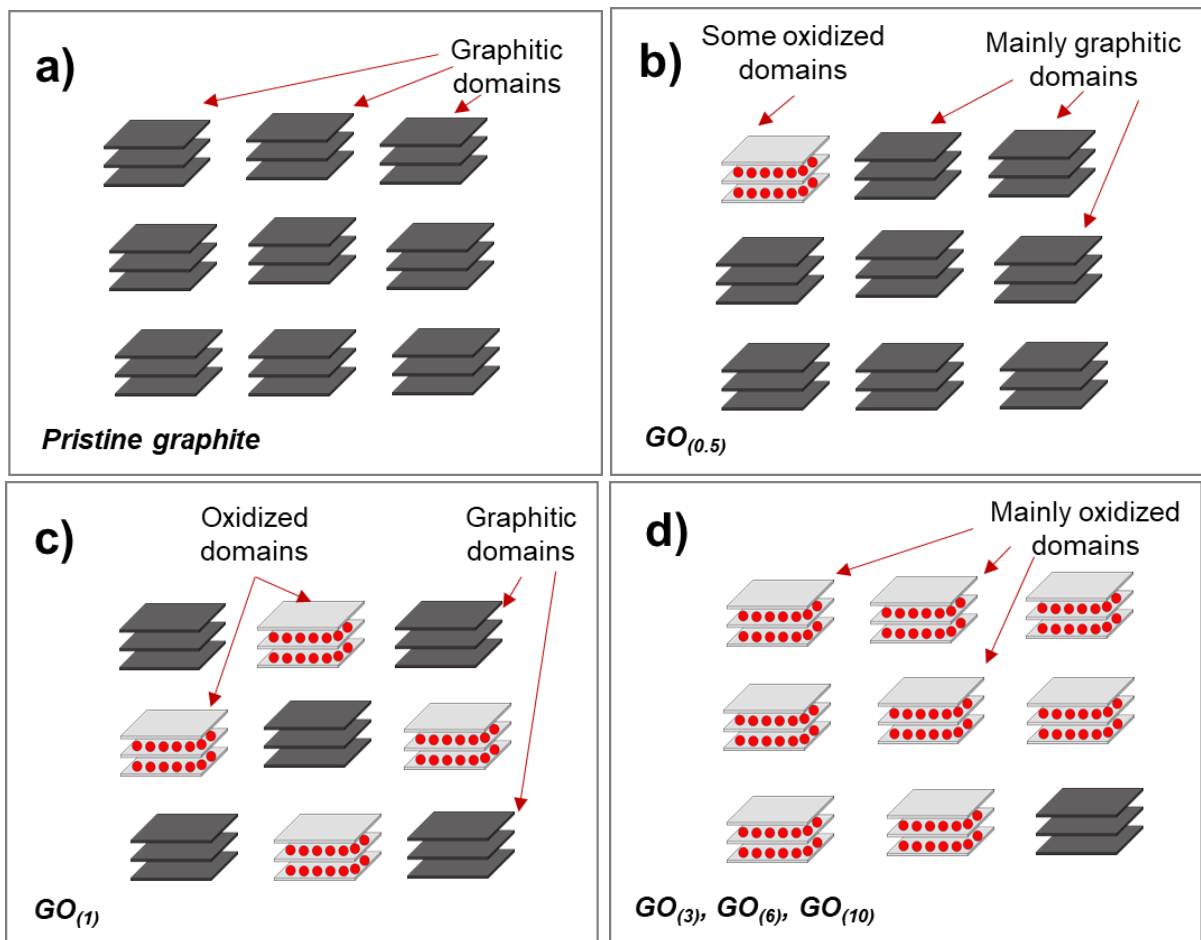 a)
Graphitic
domains
Pristine graphite
b)
Some oxidized
domains
Mainly graphitic
domains
GO(0.5)
c)
Oxidized
domains
Graphitic
domains
GO(1)
d)
Mainly oxidized
domains
GO(3), GO(6), GO(10)